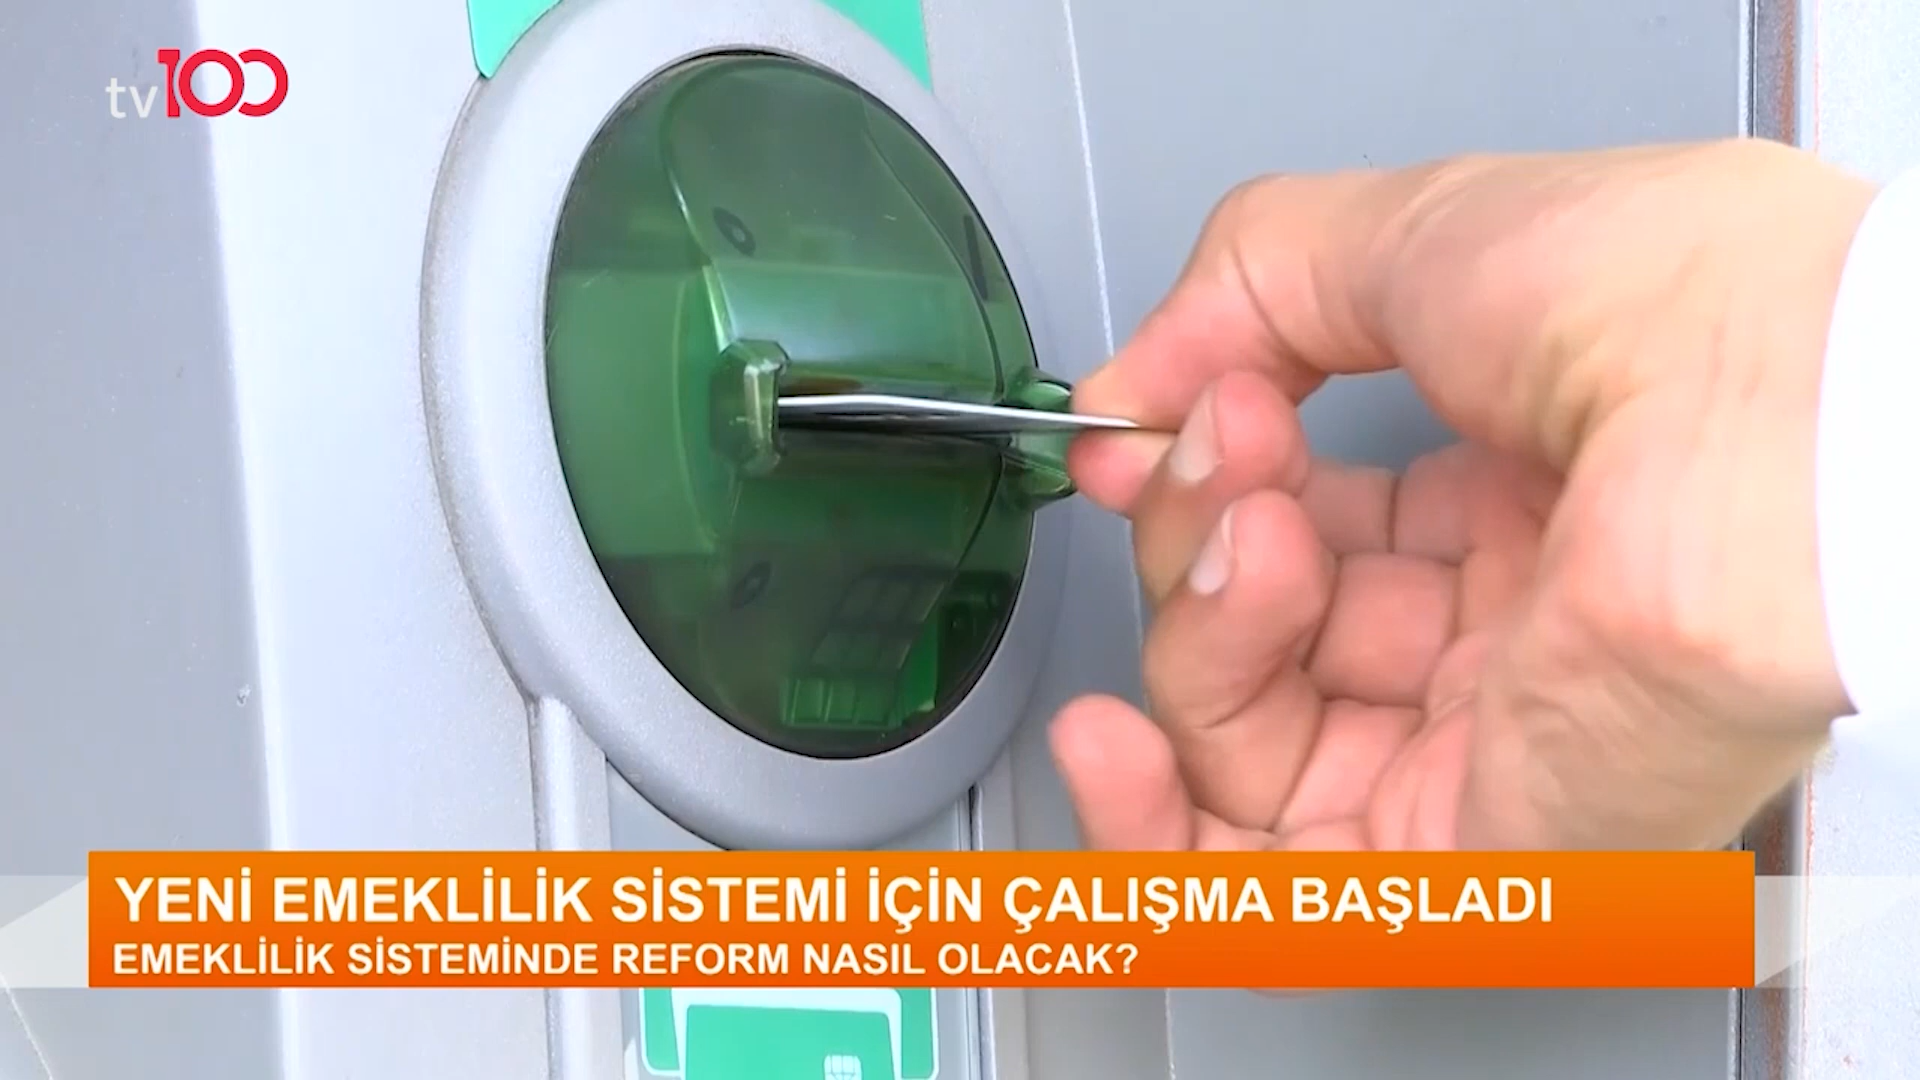 tv100
YENİ EMEKLİLİK SİSTEMİ İÇİN ÇALIŞMA BAŞLADI
EMEKLİLİK SİSTEMİNDE REFORM NASIL OLACAK?